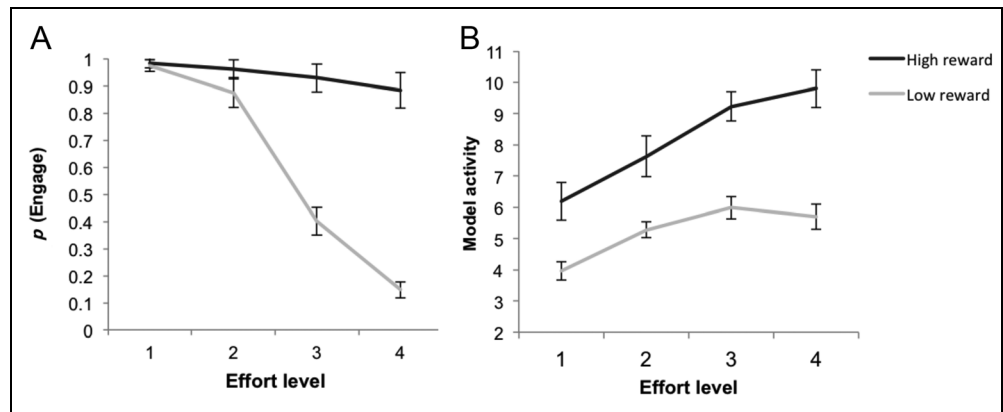 A
1
0.9
0.8
0.7
0.6
0.5
0.4
0.3
0.2
0.1
0
p (Engage)
1 2 3 4
Effort level
B
11
10
9
8
7
6
5
4
3
2
Model activity
1 2 3 4
Effort level
High reward
Low reward